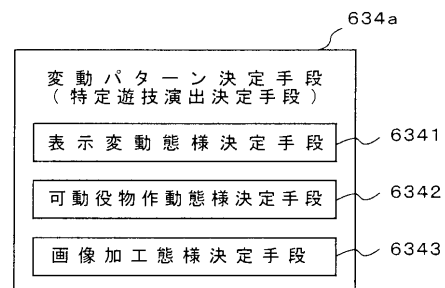 634a
変動パターン決定手段
(特定遊技演出決定手段)
表示変動態様決定手段
6341
可動役物作動態様決定手段
6342
画像加工態様決定手段
6343